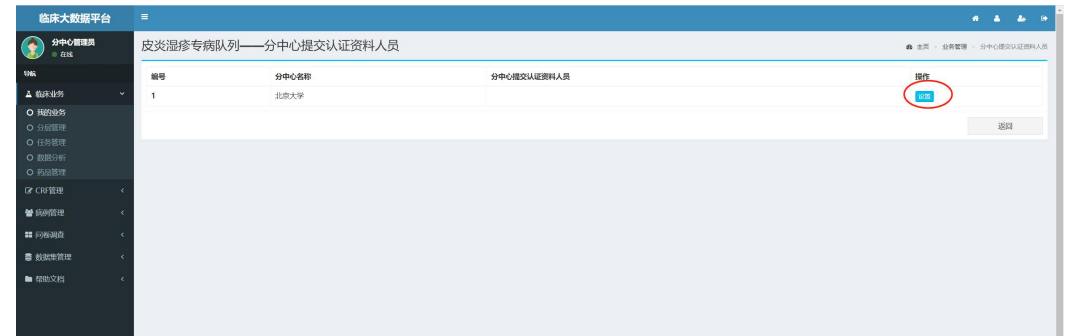 临床大数据平台
分中心管理员
在线
导航
临床业务
我的业务
分层管理
任务管理
数据分析
药品管理
CRF管理
病例管理
问卷调查
数据集管理
帮助文档
皮炎湿疹专病队列——分中心提交认证资料人员
主页 > 业务管理 > 分中心提交认证资料人员
编号 分中心名称 分中心提交认证资料人员 操作
1 北京大学 设置
返回